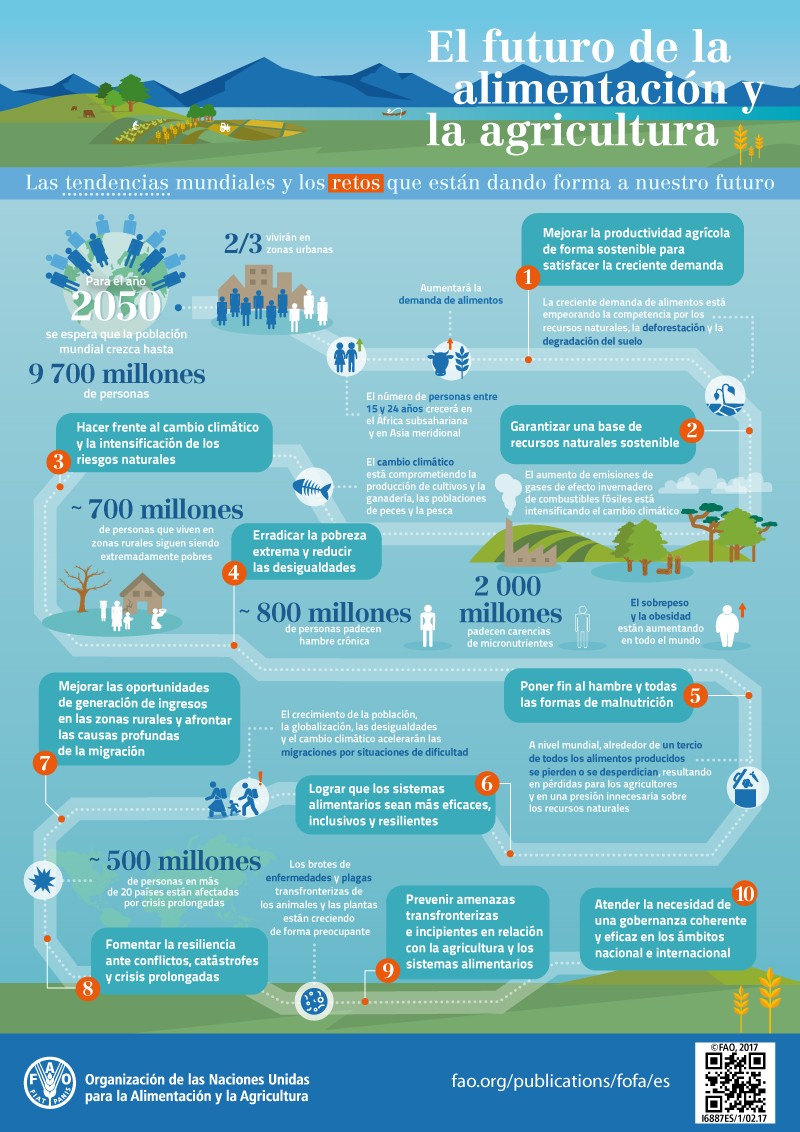 El futuro de la
alimentación y
la agricultura
Las tendencias mundiales y los retos que están dando forma a nuestro futuro
Para el año
2050
se espera que la población
mundial crezca hasta
9 700 millones
de personas
2/3 vivirán en
zonas urbanas
Aumentará la
demanda de alimentos
El número de personas entre
15 y 24 años crecerá en
el África subsahariana
y en Asia meridional
1
Mejorar la productividad agrícola
de forma sostenible para
satisfacer la creciente demanda
La creciente demanda de alimentos está
empeorando la competencia por los
recursos naturales, la deforestación y la
degradación del suelo
2
Garantizar una base de
recursos naturales sostenible
El aumento de emisiones de
gases de efecto invernadero
de combustibles fósiles está
intensificando el cambio climático
El cambio climático
está comprometiendo la
producción de cultivos y la
ganadería, las poblaciones
de peces y la pesca
3
Hacer frente al cambio climático
y la intensificación de los
riesgos naturales
~ 700 millones
de personas que viven en
zonas rurales siguen siendo
extremadamente pobres
4
Erradicar la pobreza
extrema y reducir
las desigualdades
~ 800 millones
de personas padecen
hambre crónica
2 000
millones
padecen carencias
de micronutrientes
El sobrepeso
y la obesidad
están aumentando
en todo el mundo
5
Poner fin al hambre y todas
las formas de malnutrición
A nivel mundial, alrededor de un tercio
de todos los alimentos producidos
se pierden o se desperdician, resultando
en pérdidas para los agricultores
y en una presión innecesaria sobre
los recursos naturales
6
Lograr que los sistemas
alimentarios sean más eficaces,
inclusivos y resilientes
El crecimiento de la población,
la globalización, las desigualdades
y el cambio climático acelerarán las
migraciones por situaciones de dificultad
!
7
Mejorar las oportunidades
de generación de ingresos
en las zonas rurales y afrontar
las causas profundas
de la migración
~ 500 millones
de personas en más
de 20 países están afectadas
por crisis prolongadas
8
Fomentar la resiliencia
ante conflictos, catástrofes
y crisis prolongadas
Los brotes de
enfermedades y plagas
transfronterizas de
los animales y las plantas
están creciendo
de forma preocupante
9
Prevenir amenazas
transfronterizas
e incipientes en relación
con la agricultura y los
sistemas alimentarios
10
Atender la necesidad de
una gobernanza coherente
y eficaz en los ámbitos
nacional e internacional
F A O
FIAT PANIS
Organización de las Naciones Unidas
para la Alimentación y la Agricultura
fao.org/publications/fofa/es
©FAO, 2017
I6887ES/1/02.17